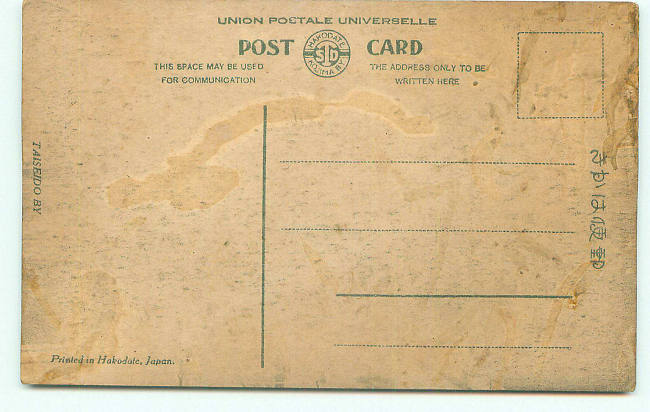 UNION POSTALE UNIVERSELLE
POST CARD
HAKODATE
KOJIMA BY
THIS SPACE MAY BE USED
FOR COMMUNICATION
THE ADDRESS ONLY TO BE
WRITTEN HERE
TAISEIDO BY
きかは便郵
Printed in Hakodate, Japan.